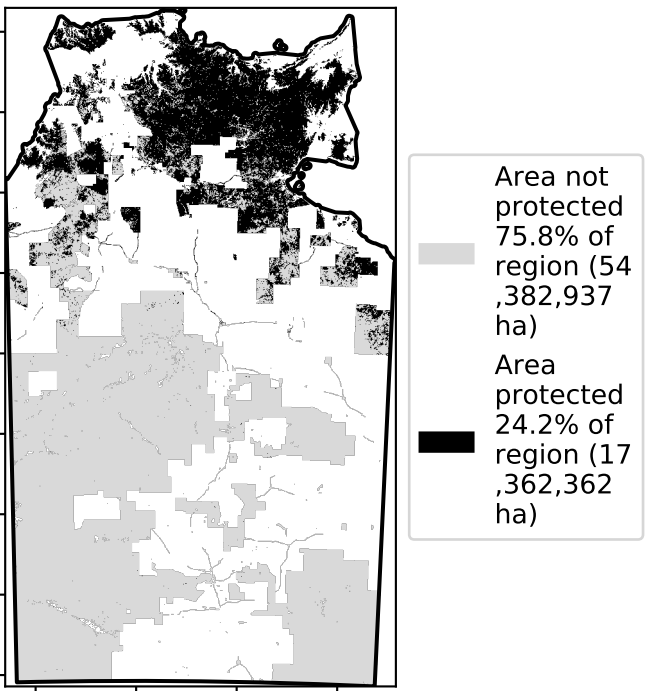 Area not
protected
75.8% of
region (54
,382,937
ha)
Area
protected
24.2% of
region (17
,362,362
ha)